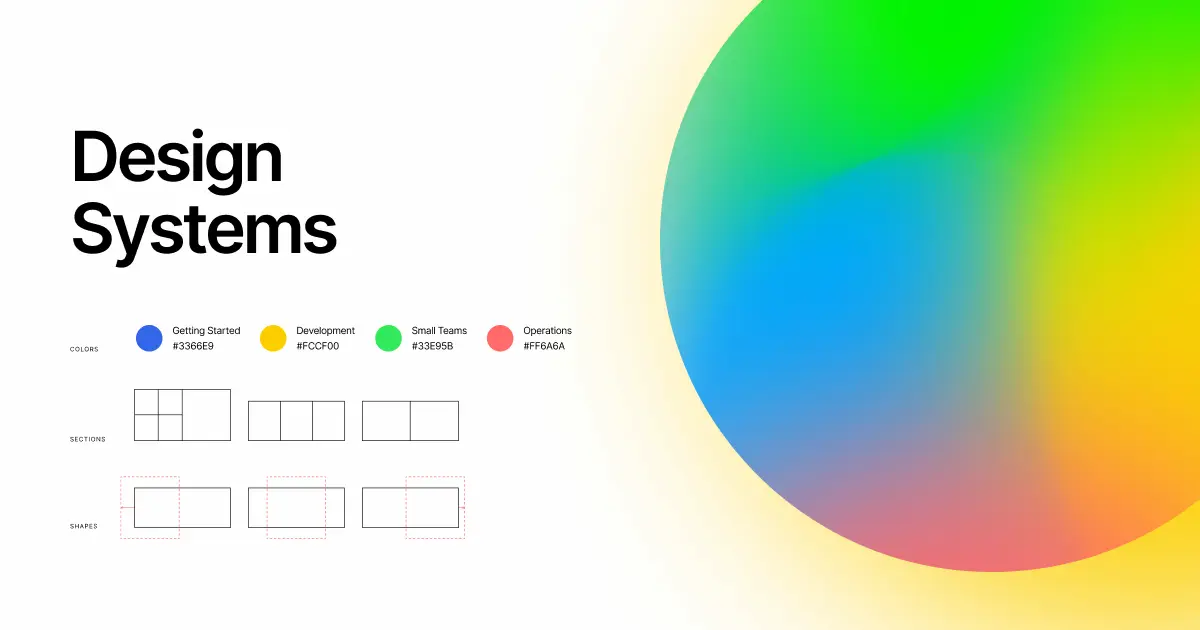 Design
Systems
COLORS
Getting Started
#3366E9
Development
#FCCF00
Small Teams
#33E95B
Operations
#FF6A6A
SECTIONS
SHAPES